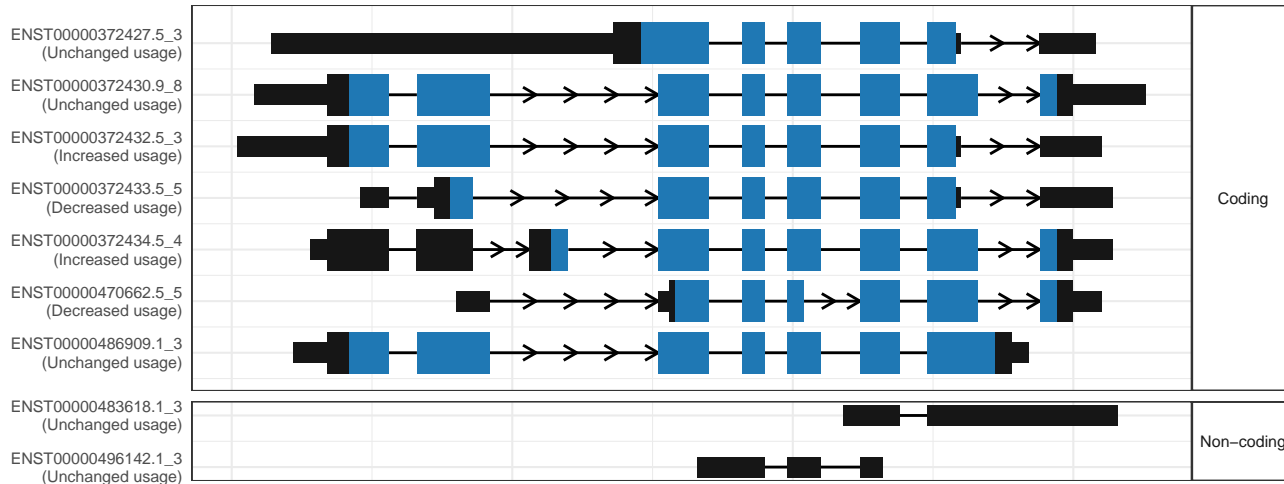 ENST00000372427.5_3
(Unchanged usage)
ENST00000372430.9_8
(Unchanged usage)
ENST00000372432.5_3
(Increased usage)
ENST00000372433.5_5
(Decreased usage)
ENST00000372434.5_4
(Increased usage)
ENST00000470662.5_5
(Decreased usage)
ENST00000486909.1_3
(Unchanged usage)
Coding
ENST00000483618.1_3
(Unchanged usage)
ENST00000496142.1_3
(Unchanged usage)
Non−coding